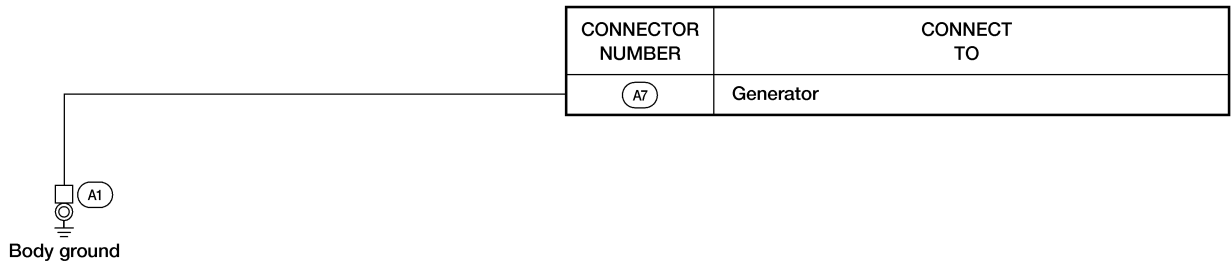 CONNECTOR
NUMBER
CONNECT
TO
A7
Generator
A1
Body ground